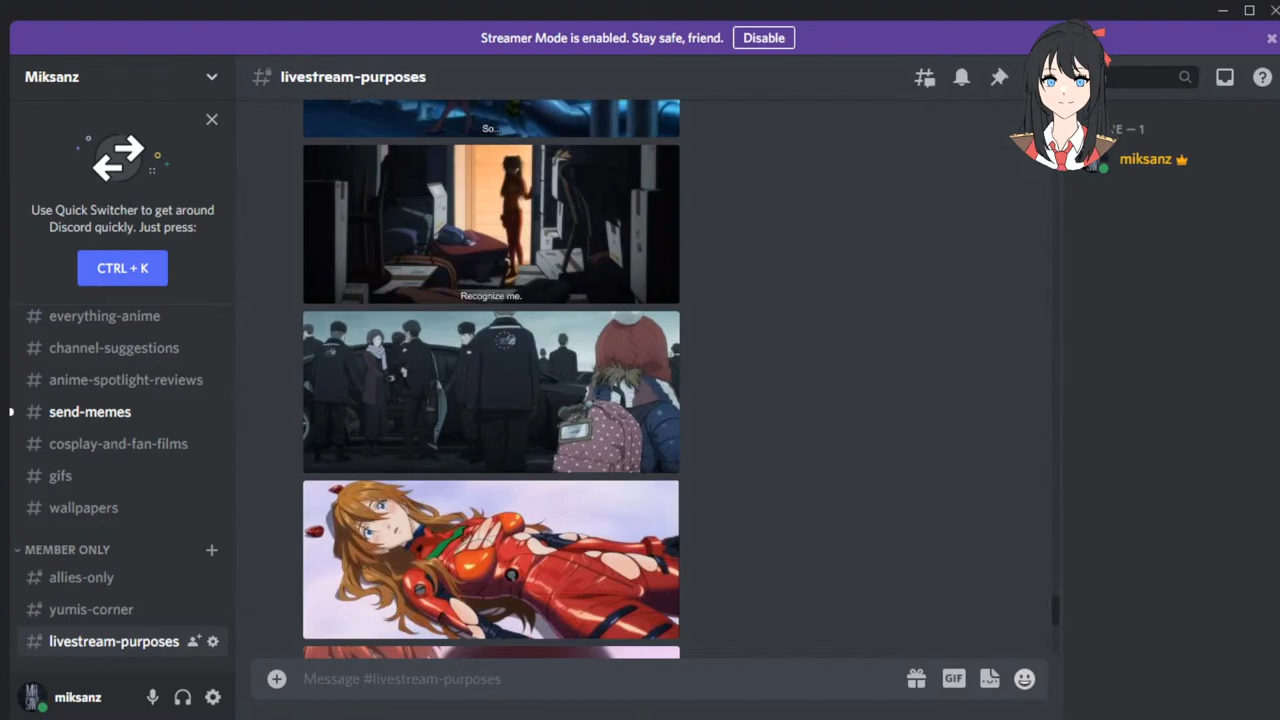 Streamer Mode is enabled. Stay safe, friend.
Disable
Miksanz
livestream-purposes
Use Quick Switcher to get around
Discord quickly. Just press:
CTRL + K
everything-anime
channel-suggestions
anime-spotlight-reviews
send-memes
cosplay-and-fan-films
gifs
wallpapers
MEMBER ONLY
allies-only
yumis-corner
livestream-purposes
miksanz
So...
Recognize me.
Message #livestream-purposes
GIF
E — 1
miksanz